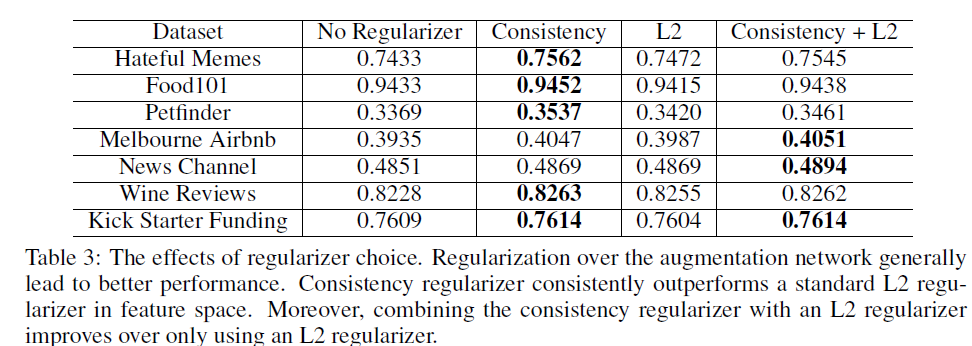 Dataset No Regularizer Consistency L2 Consistency + L2
Hateful Memes 0.7433 0.7562 0.7472 0.7545
Food101 0.9433 0.9452 0.9415 0.9438
Petfinder 0.3369 0.3537 0.3420 0.3461
Melbourne Airbnb 0.3935 0.4047 0.3987 0.4051
News Channel 0.4851 0.4869 0.4869 0.4894
Wine Reviews 0.8228 0.8263 0.8255 0.8262
Kick Starter Funding 0.7609 0.7614 0.7604 0.7614
Table 3: The effects of regularizer choice. Regularization over the augmentation network generally
lead to better performance. Consistency regularizer consistently outperforms a standard L2 regu-
larizer in feature space. Moreover, combining the consistency regularizer with an L2 regularizer
improves over only using an L2 regularizer.